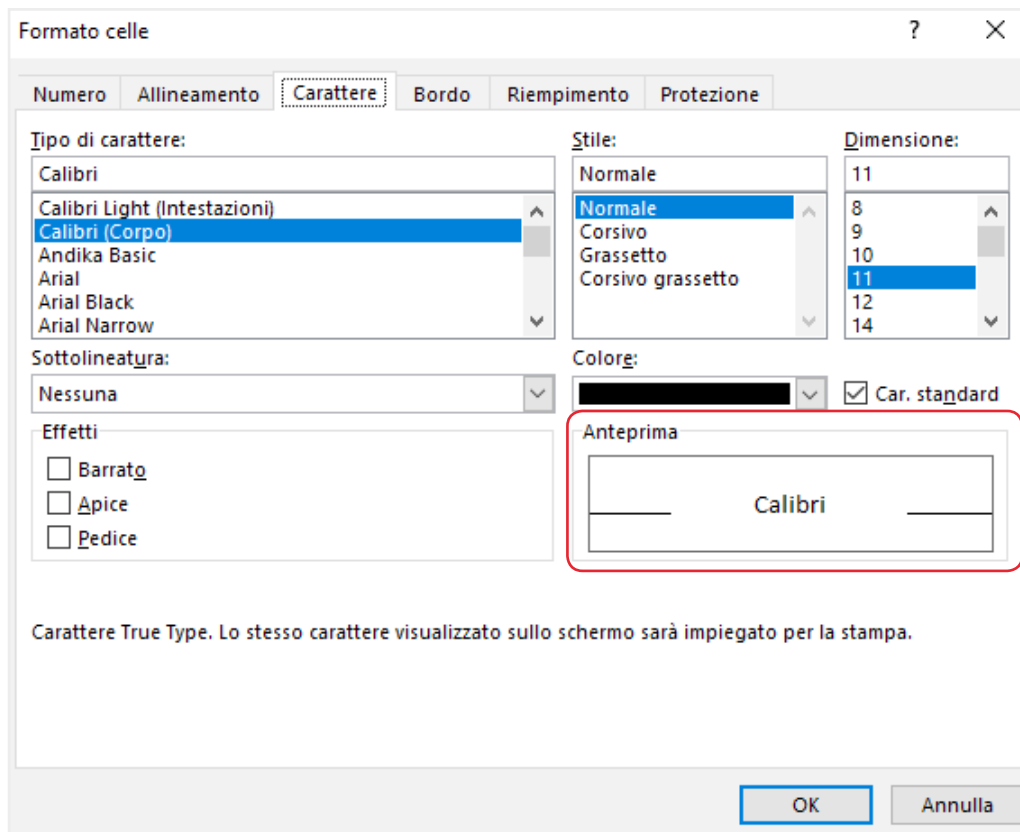 Formato celle
?
Numero Allineamento Carattere Bordo Riempimento Protezione
Tipo di carattere: Stile: Dimensione:
Calibri Normale 11
Calibri Light (Intestazioni) Normale 8
Calibri (Corpo) Corsivo 9
Andika Basic Grassetto 10
Arial Corsivo grassetto 11
Arial Black 12
Arial Narrow 14
Sottolineatura: Colore:
Nessuna Car. standard
Effetti Anteprima
Barrato
Apice Calibri
Pedice
Carattere True Type. Lo stesso carattere visualizzato sullo schermo sarà impiegato per la stampa.
OK Annulla